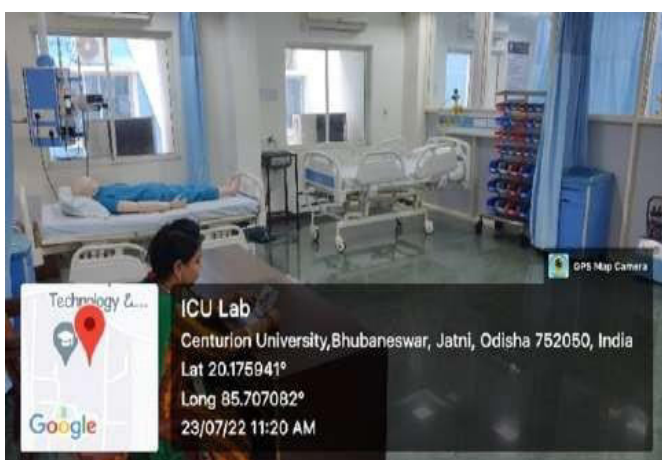 GPS Map Camera
Technology &...
Google
ICU Lab
Centurion University,Bhubaneswar, Jatni, Odisha 752050, India
Lat 20.175941°
Long 85.707082°
23/07/22 11:20 AM